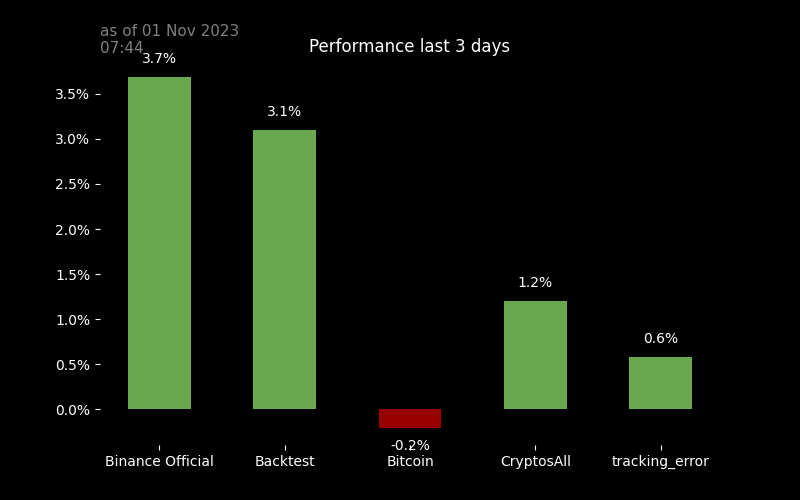 as of 01 Nov 2023
07:44
Performance last 3 days
3.7%
3.1%
-0.2%
1.2%
0.6%
3.5%
3.0%
2.5%
2.0%
1.5%
1.0%
0.5%
0.0%
Binance Official
Backtest
Bitcoin
CryptosAll
tracking_error